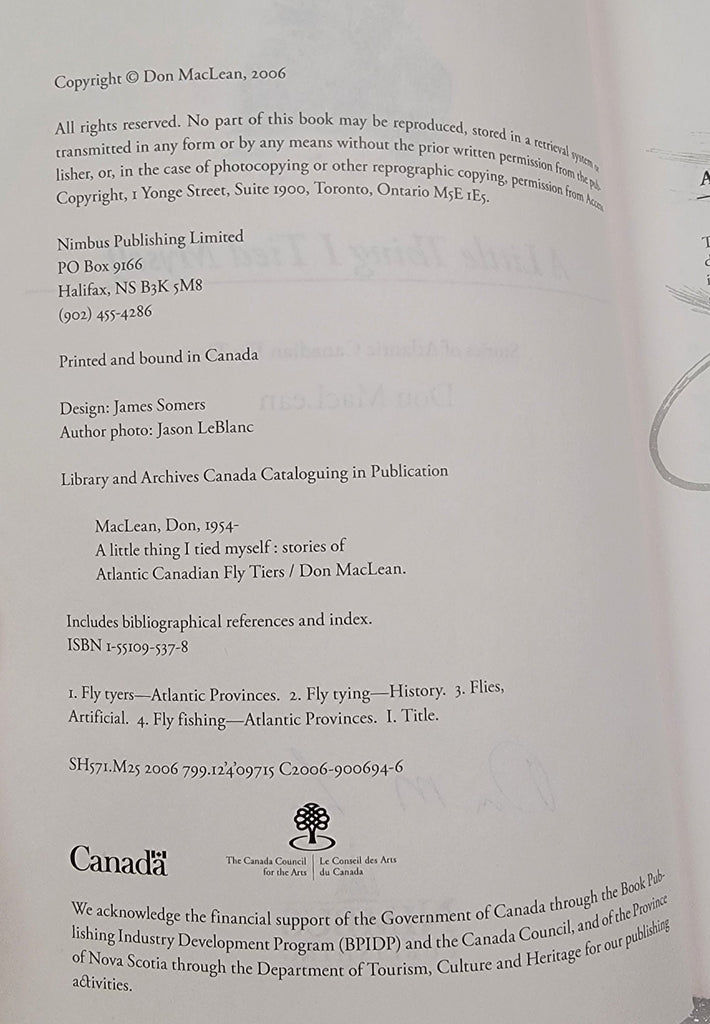 Copyright © Don MacLean, 2006
All rights reserved. No part of this book may be reproduced, stored in a retrieval system or
transmitted in any form or by any means without the prior written permission from the pub-
lisher, or, in the case of photocopying or other reprographic copying, permission from Access
Copyright, 1 Yonge Street, Suite 1900, Toronto, Ontario M5E 1E5.
Nimbus Publishing Limited
PO Box 9166
Halifax, NS B3K 5M8
(902) 455-4286
Printed and bound in Canada
Design: James Somers
Author photo: Jason LeBlanc
Library and Archives Canada Cataloguing in Publication
MacLean, Don, 1954-
A little thing I tied myself : stories of
Atlantic Canadian Fly Tiers / Don MacLean.
Includes bibliographical references and index.
ISBN 1-55109-537-8
1. Fly tyers—Atlantic Provinces. 2. Fly tying—History. 3. Flies,
Artificial. 4. Fly fishing—Atlantic Provinces. I. Title.
SH571.M25 2006 799.12'4'09715 C2006-900694-6
Canada
The Canada Council for the Arts
Le Conseil des Arts du Canada
We acknowledge the financial support of the Government of Canada through the Book Pub-
lishing Industry Development Program (BPIDP) and the Canada Council, and of the Province
of Nova Scotia through the Department of Tourism, Culture and Heritage for our publishing
activities.